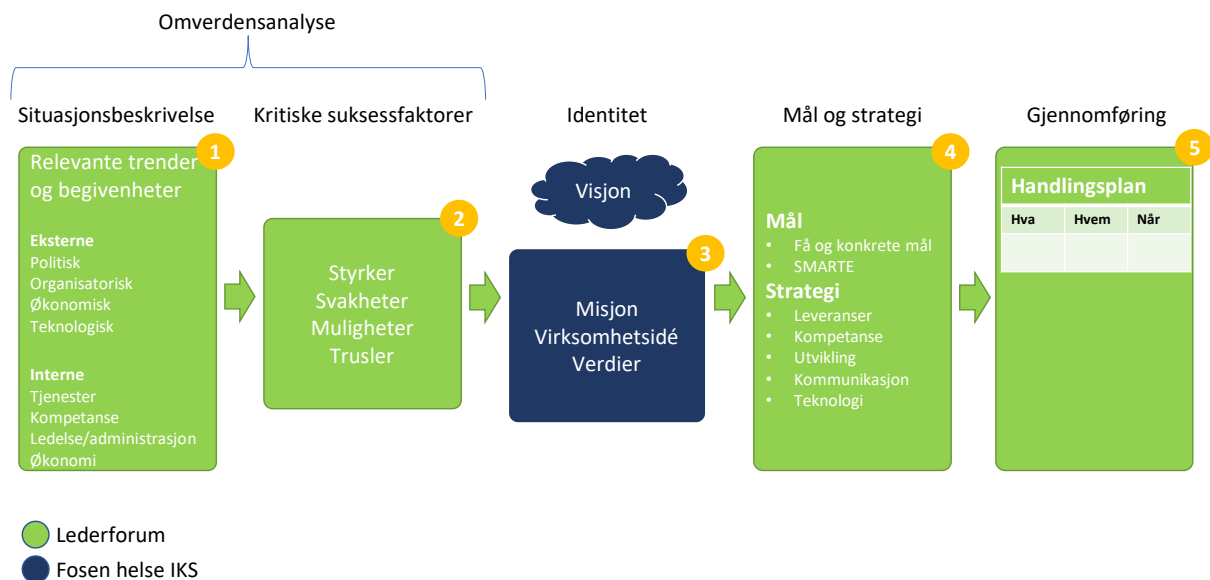 Omverdensanalyse
Situasjonsbeskrivelse
Kritiske suksessfaktorer
Identitet
Mål og strategi
Gjennomføring
1
Relevante trender
og begivenheter
Eksterne
Politisk
Organisatorisk
Økonomisk
Teknologisk
Interne
Tjenester
Kompetanse
Ledelse/administrasjon
Økonomi
2
Styrker
Svakheter
Muligheter
Trusler
Visjon
3
Misjon
Virksomhetsidé
Verdier
4
Mål
• Få og konkrete mål
• SMARTE
Strategi
• Leveranser
• Kompetanse
• Utvikling
• Kommunikasjon
• Teknologi
5
Handlingsplan
Hva Hvem Når
Lederforum
Fosen helse IKS